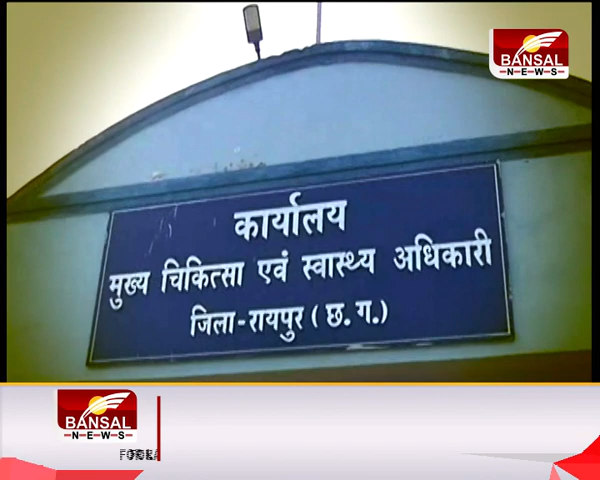 BANSAL
NEWS
कार्यालय
मुख्य चिकित्सा एवं स्वास्थ्य अधिकारी
जिला-रायपुर (छ.ग.)
BANSAL
NEWS